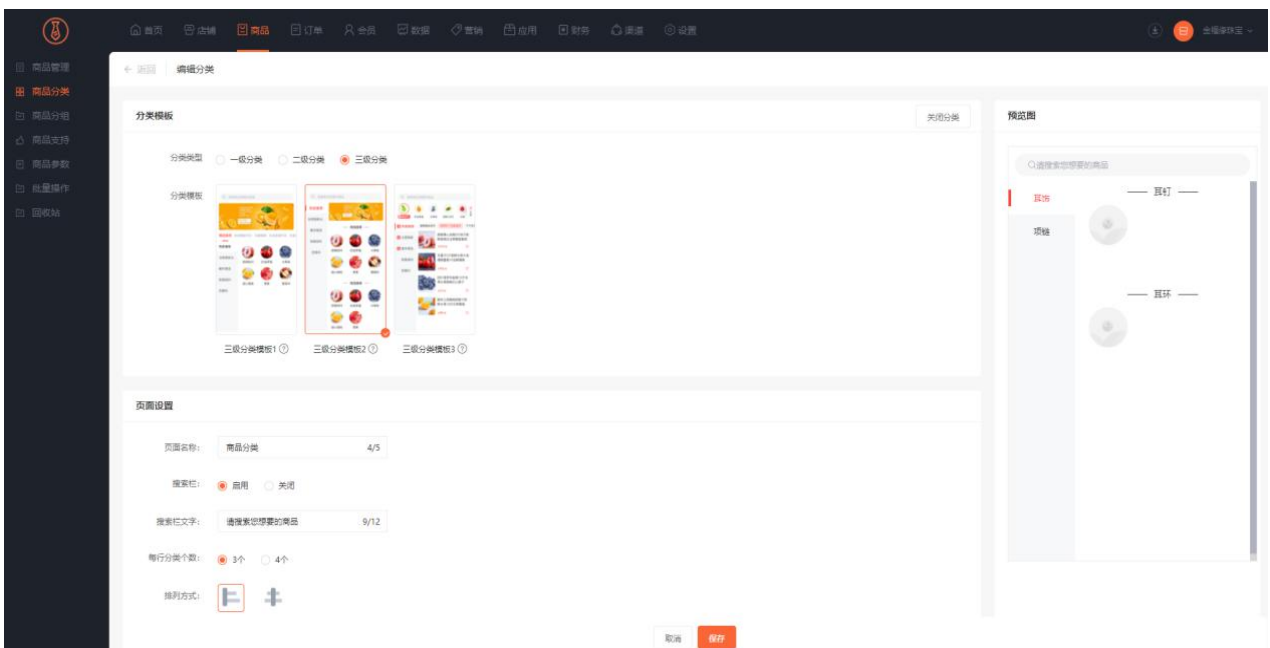 首页 店铺 商品 订单 会员 数据 营销 应用 财务 渠道 设置
商品管理
商品分类
商品分组
商品支持
商品参数
批量操作
回收站
返回 编辑分类
分类模板 关闭分类
分类类型 一级分类 二级分类 三级分类
分类模板
三级分类模板1 三级分类模板2 三级分类模板3
页面设置
页面名称: 商品分类 4/5
搜索栏: 启用 关闭
搜索栏文字: 请搜索您想要的商品 9/12
每行分类个数: 3个 4个
排列方式:
取消 保存
预览图
请搜索您想要的商品
耳饰 耳钉
项链
耳环